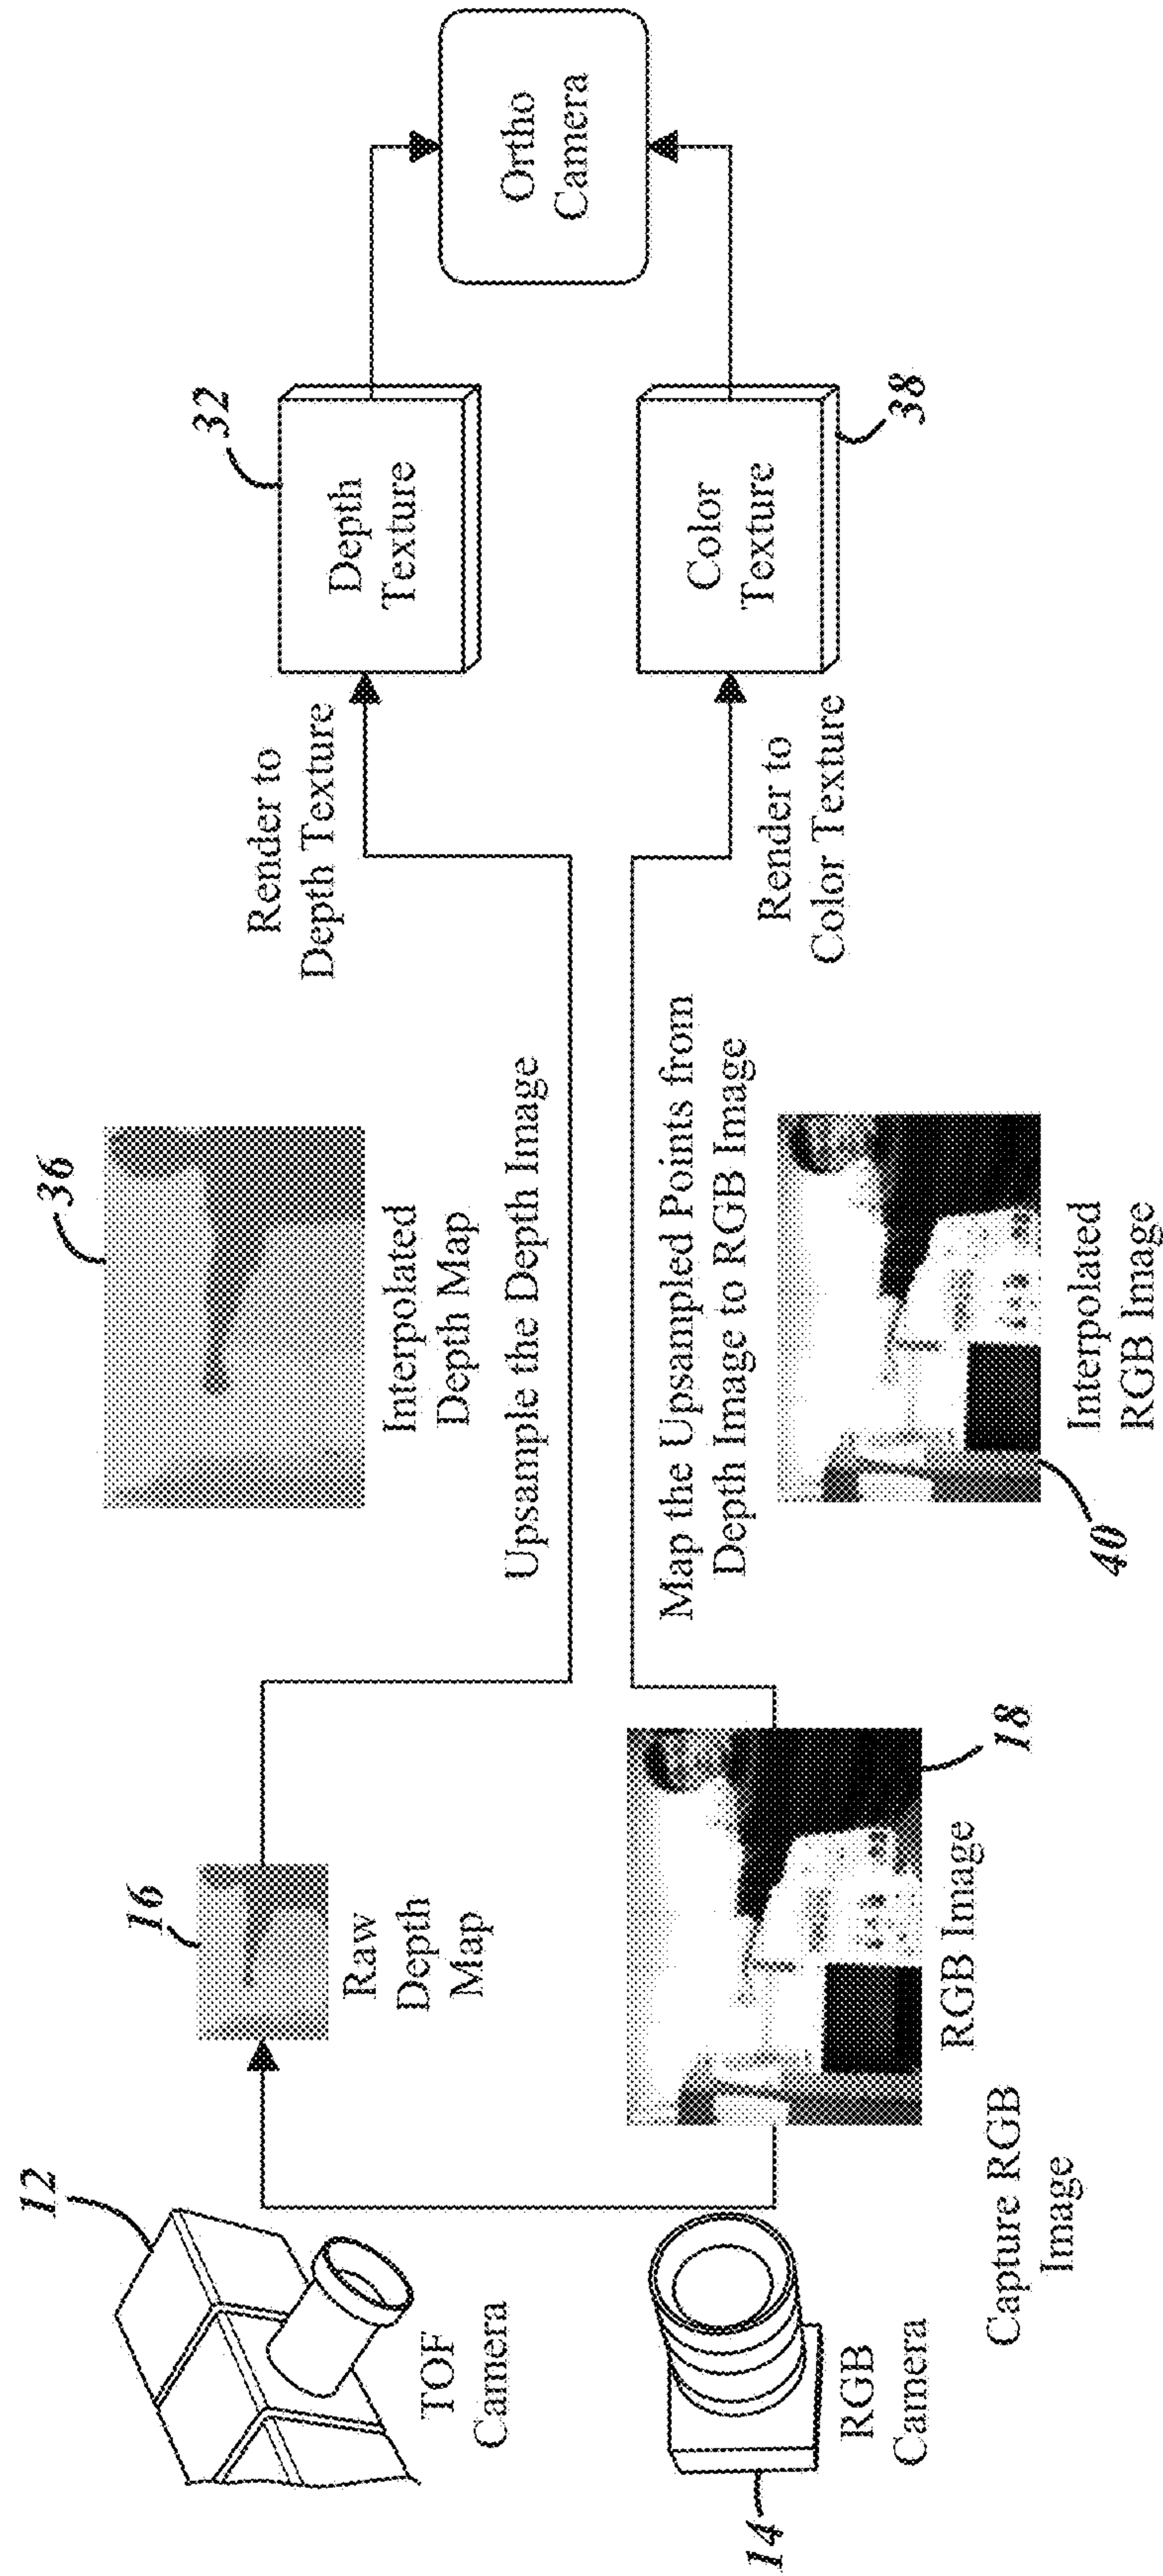 12
TOF
Camera
14
RGB
Camera
Capture RGB
Image
16
Raw
Depth
Map
18
RGB Image
36
Interpolated
Depth Map
Upsample the Depth Image
Map the Upsampled Points from
Depth Image to RGB Image
40
Interpolated
RGB Image
Render to
Depth Texture
Render to
Color Texture
32
Depth
Texture
38
Color
Texture
Ortho
Camera